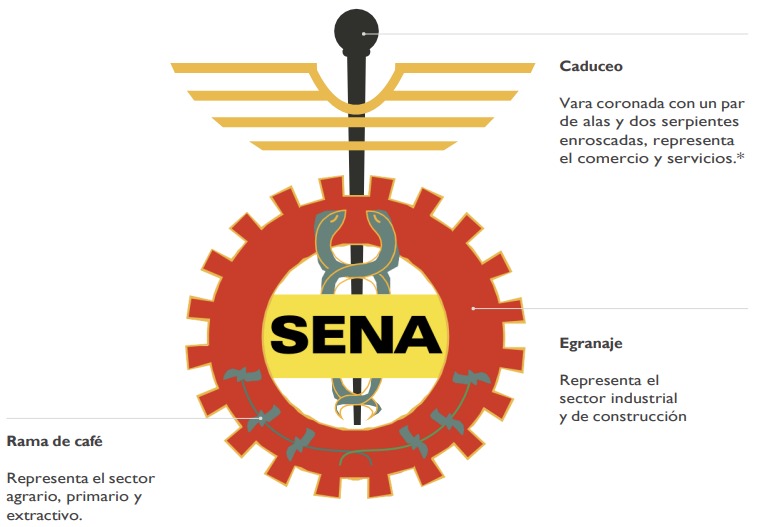 Caduceo
Vara coronada con un par
de alas y dos serpientes
enroscadas, representa
el comercio y servicios.*
SENA
Egranaje
Representa el
sector industrial
y de construcción
Rama de café
Representa el sector
agrario, primario y
extractivo.